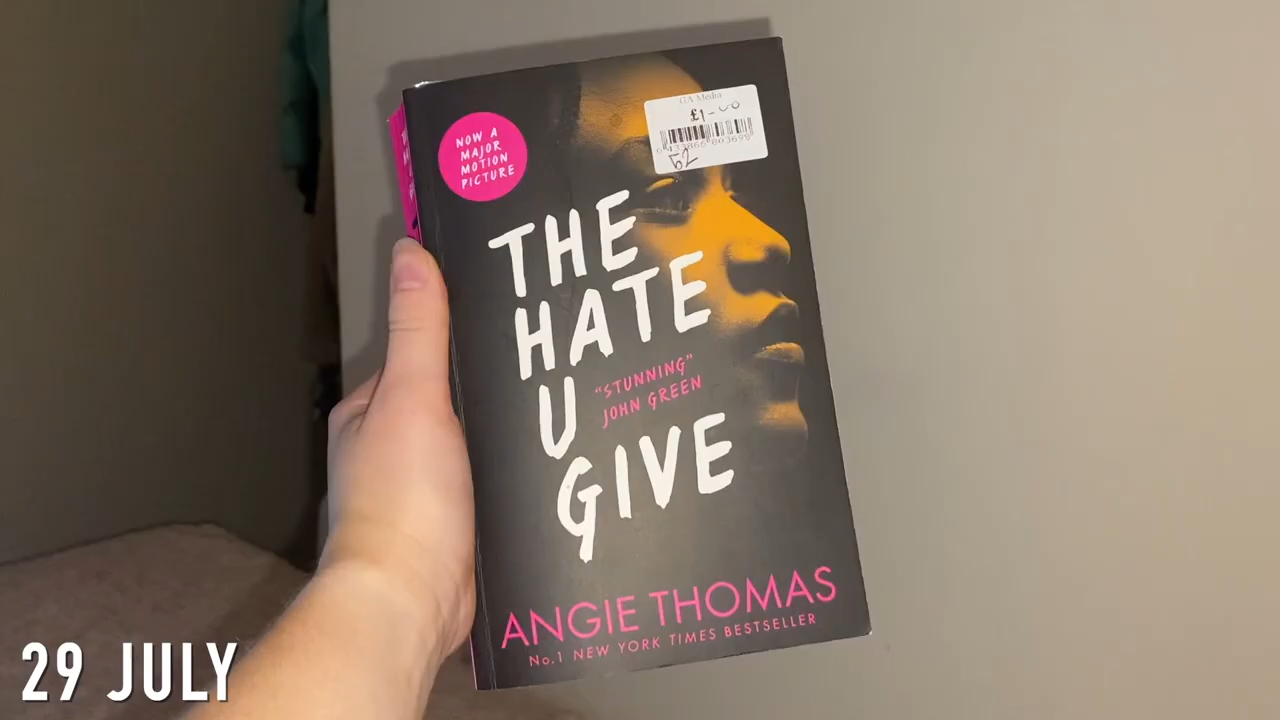 NOW A
MAJOR
MOTION
PICTURE
GA Media
£1-00
52
THE
HATE
U
GIVE
"STUNNING"
JOHN GREEN
ANGIE THOMAS
No.1 NEW YORK TIMES BESTSELLER
29 JULY